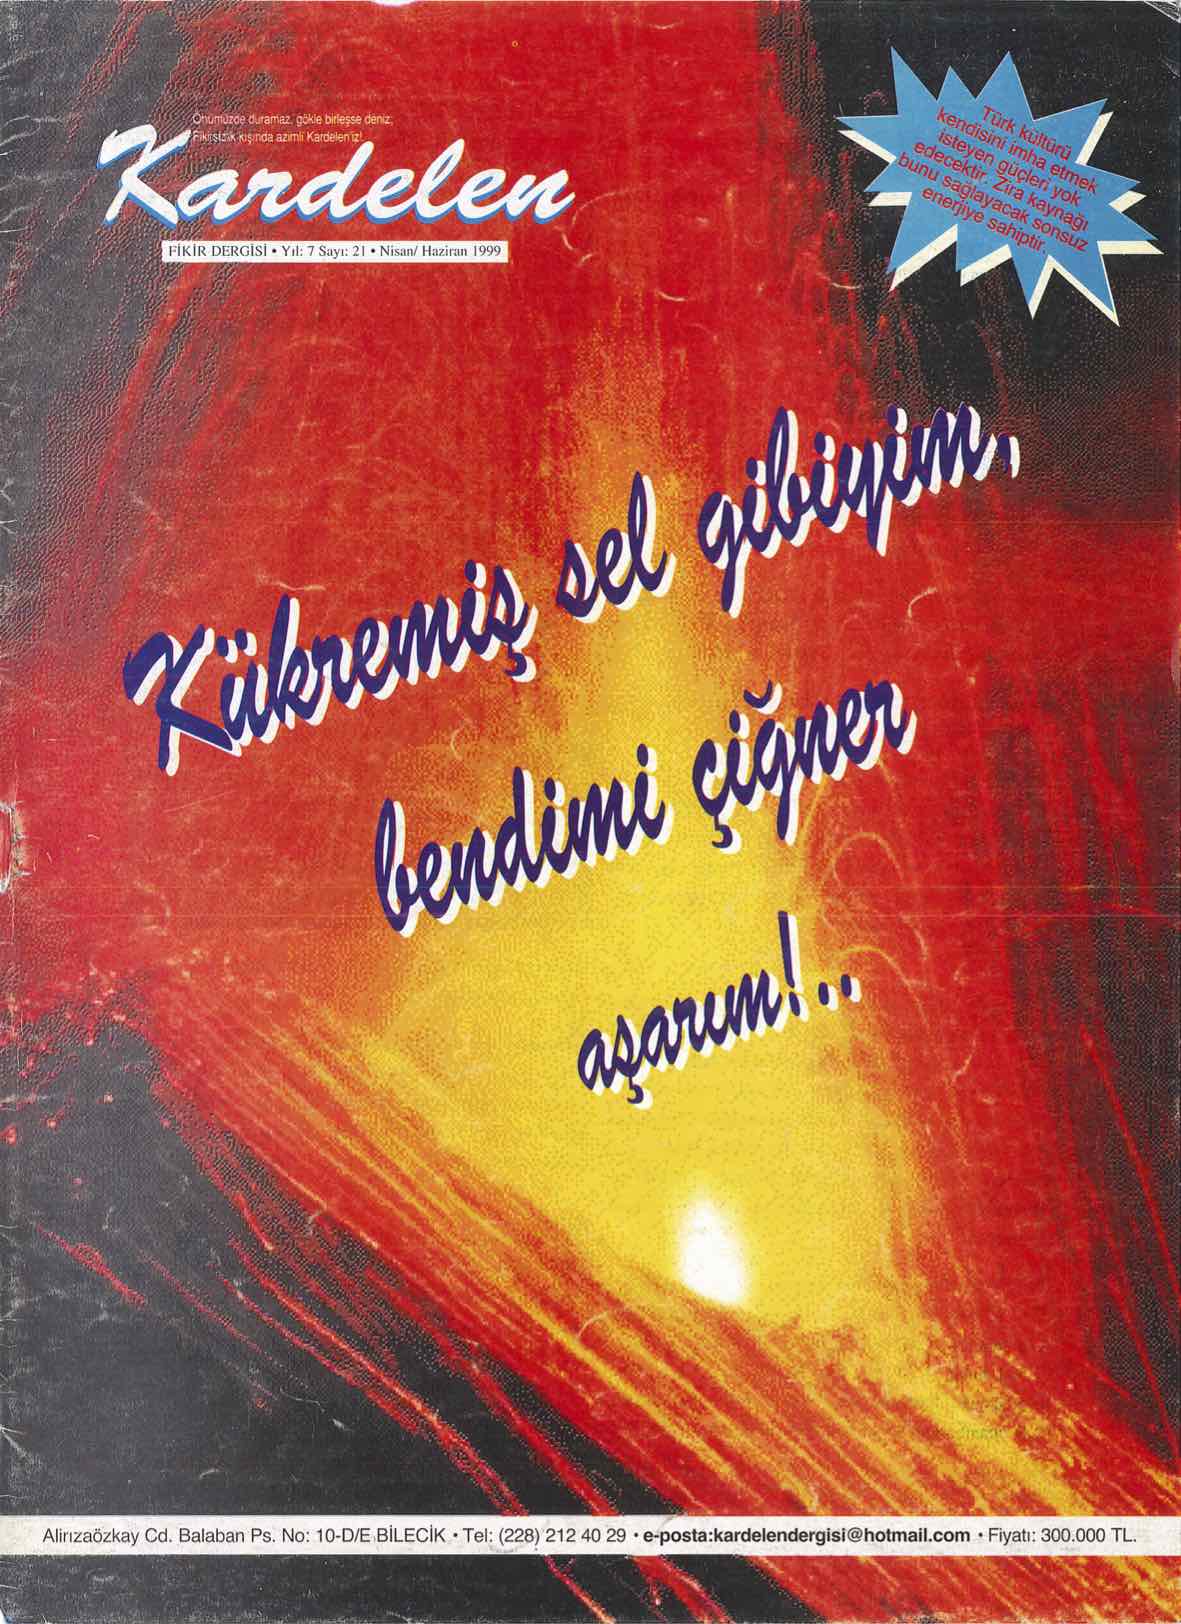 Önümüzde duramaz, gökle birleşse deniz;
Fikirsizlik kışında azimli Kardelen'iz!
Kardelen
FİKİR DERGİSİ • Yıl: 7 Sayı: 21 • Nisan/ Haziran 1999
Türk kültürü
kendisini imha etmek
isteyen güçleri yok
edecektir. Zira kaynağı
bunu sağlayacak sonsuz
enerjiye sahiptir.
Kükremiş sel gibiyim,
bendimi çiğner
aşarım!..
Alirızaözkay Cd. Balaban Ps. No: 10-D/E BİLECİK • Tel: (228) 212 40 29 • e-posta:kardelendergisi@hotmail.com • Fiyatı: 300.000 TL.